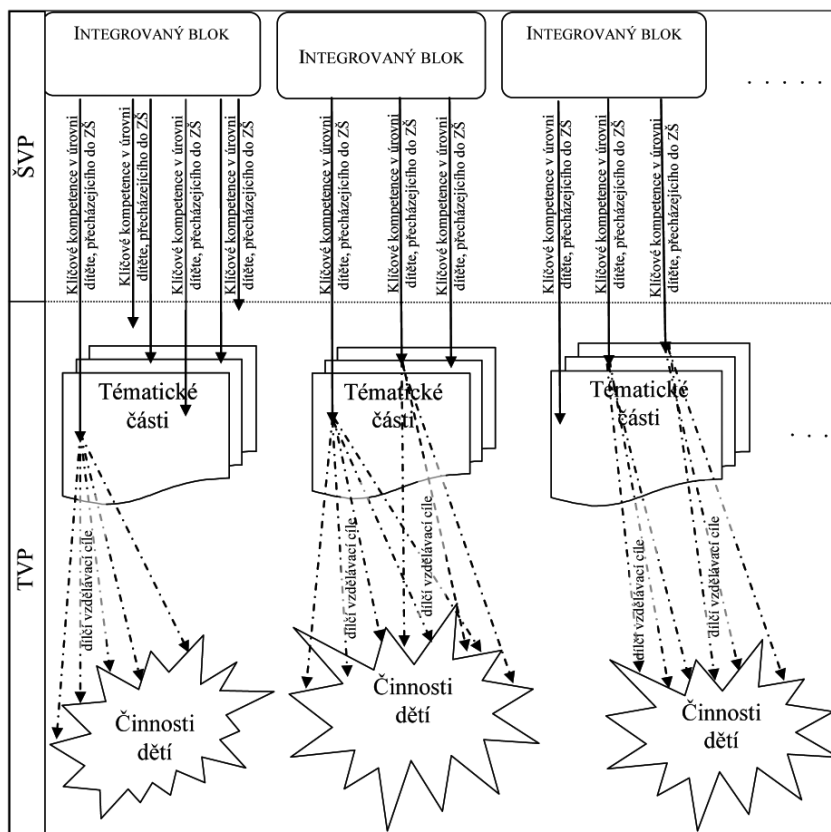 INTEGROVANÝ BLOK
INTEGROVANÝ BLOK
INTEGROVANÝ BLOK
. . . . .
ŠVP
Klíčové kompetence v úrovni
dítěte, přecházejícího do ZŠ
Klíčové kompetence v úrovni
dítěte, přecházejícího do ZŠ
Klíčové kompetence v úrovni
dítěte, přecházejícího do ZŠ
Klíčové kompetence v úrovni
dítěte, přecházejícího do ZŠ
Klíčové kompetence v úrovni
dítěte, přecházejícího do ZŠ
Klíčové kompetence v úrovni
dítěte, přecházejícího do ZŠ
Klíčové kompetence v úrovni
dítěte, přecházejícího do ZŠ
Klíčové kompetence v úrovni
dítěte, přecházejícího do ZŠ
Klíčové kompetence v úrovni
dítěte, přecházejícího do ZŠ
Klíčové kompetence v úrovni
dítěte, přecházejícího do ZŠ
TVP
Tématické
části
Tématické
části
Tématické
části
. . . .
dílčí vzdělávací cíle
dílčí vzdělávací cíle
dílčí vzdělávací cíle
dílčí vzdělávací cíle
dílčí vzdělávací cíle
Činnosti
dětí
Činnosti
dětí
Činnosti
dětí